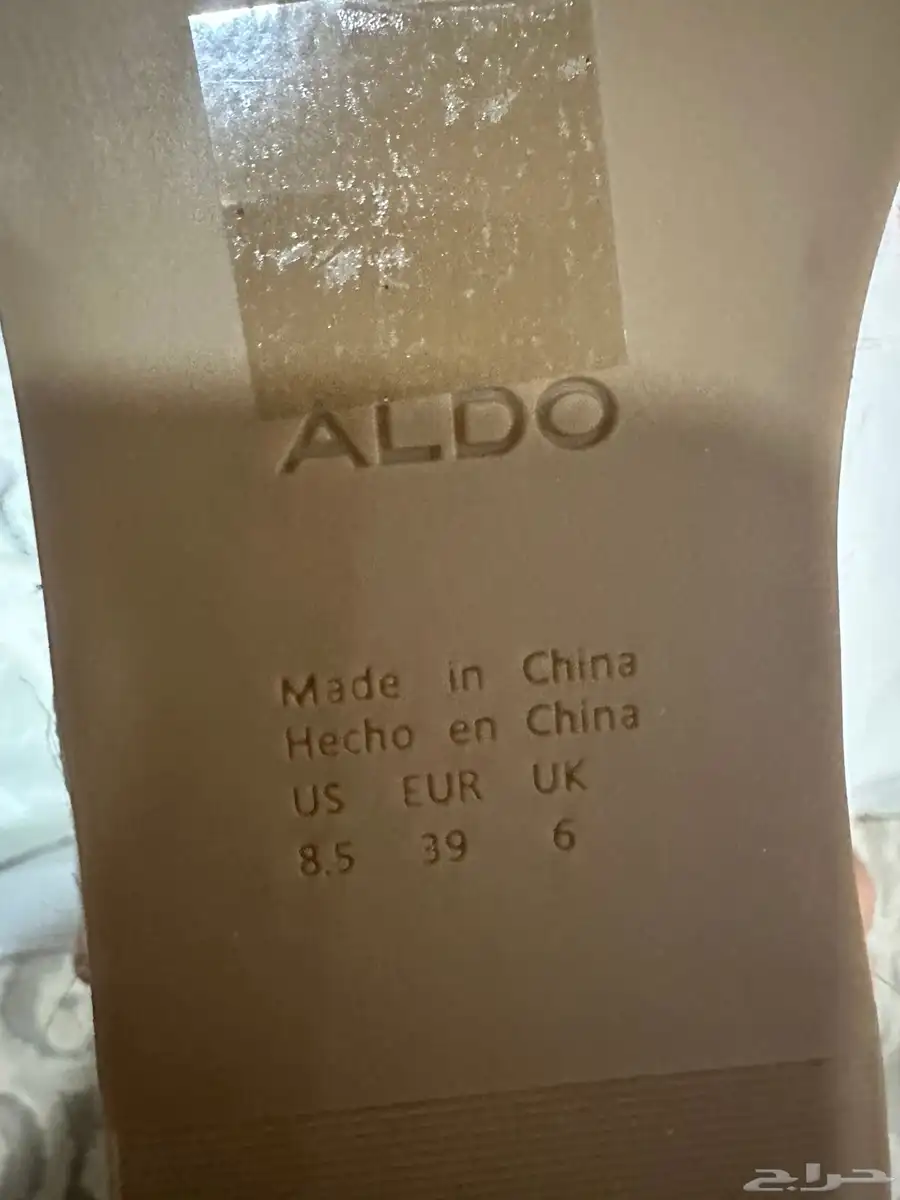 ALDO
Made in China
Hecho en China
US EUR UK
8.5 39 6
حراج